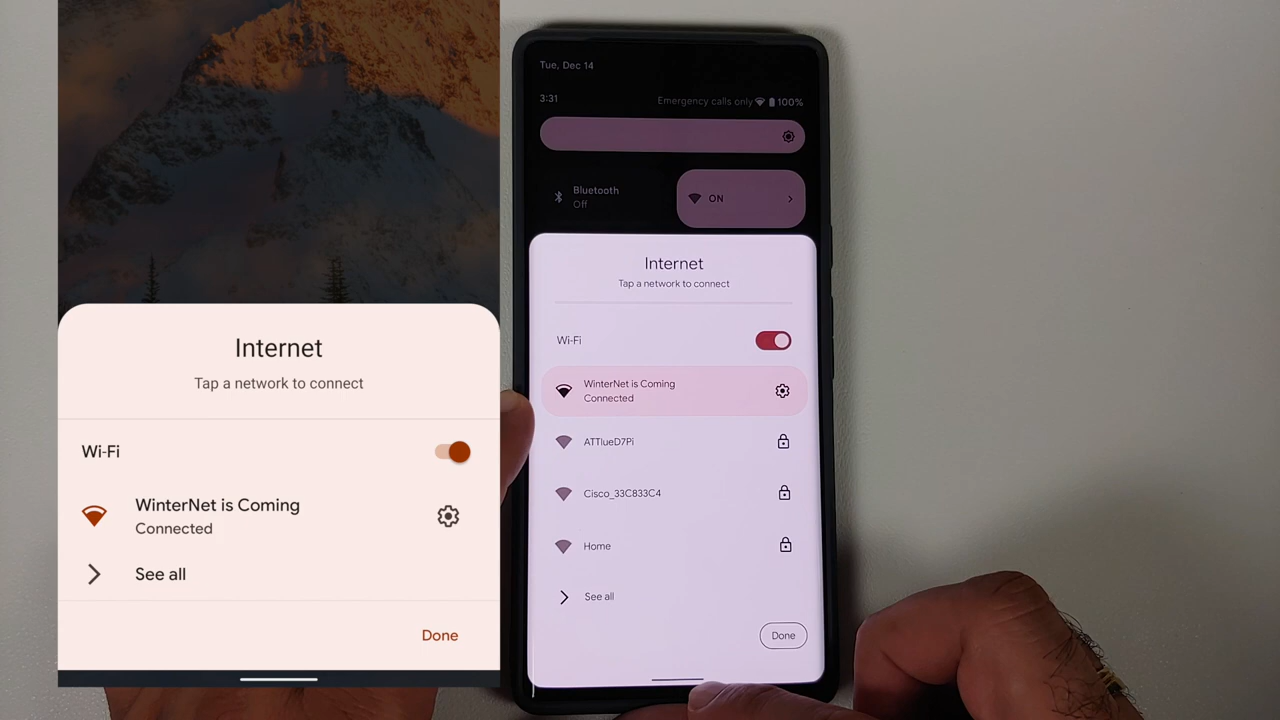 Internet
Tap a network to connect
Wi-Fi
WinterNet is Coming
Connected
See all
Done
Tue, Dec 14
3:31
Emergency calls only 100%
Bluetooth
Off
ON
Internet
Tap a network to connect
Wi-Fi
WinterNet is Coming
Connected
ATTlueD7Pi
Cisco_33C833C4
Home
See all
Done